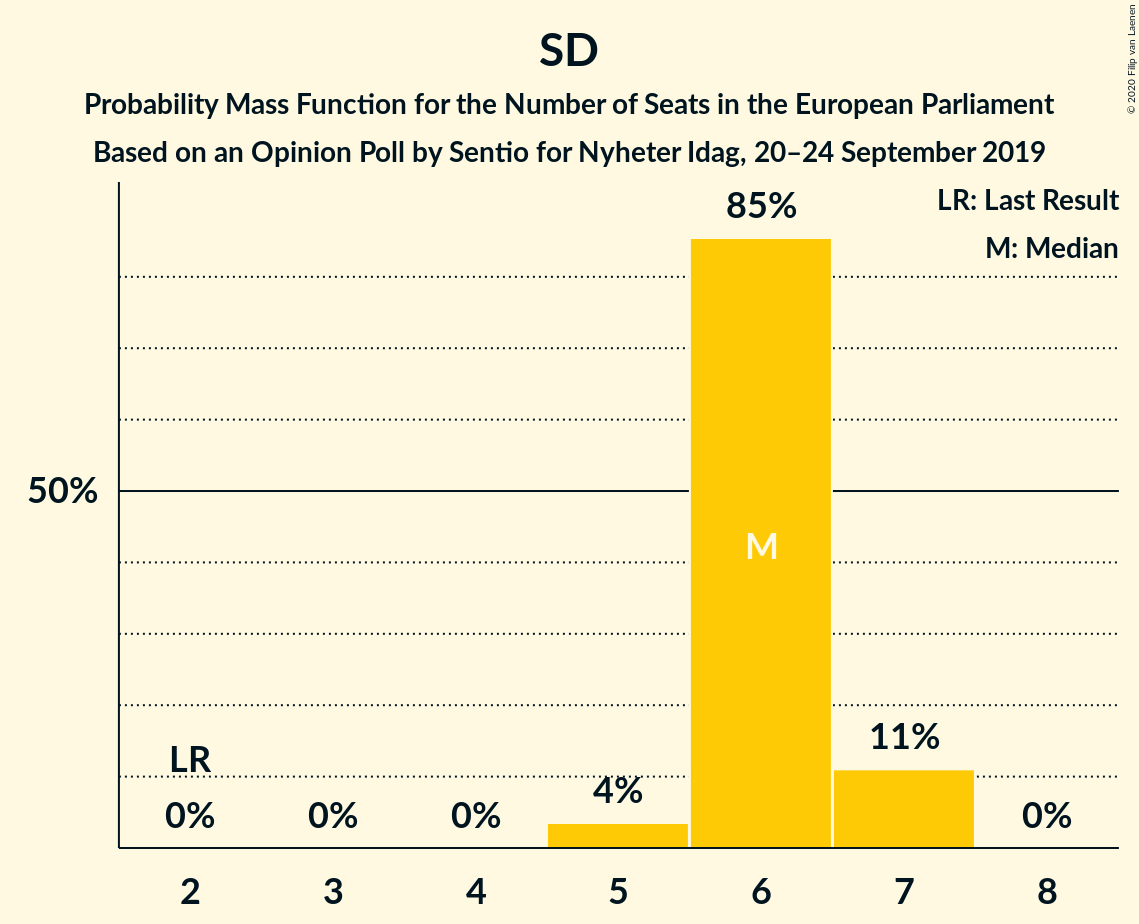 SD
Probability Mass Function for the Number of Seats in the European Parliament
Based on an Opinion Poll by Sentio for Nyheter Idag, 20–24 September 2019
© 2020 Filip van Laenen
LR: Last Result
M: Median
85%
50%
M
11%
LR
4%
0%
0%
0%
0%
2
3
4
5
6
7
8